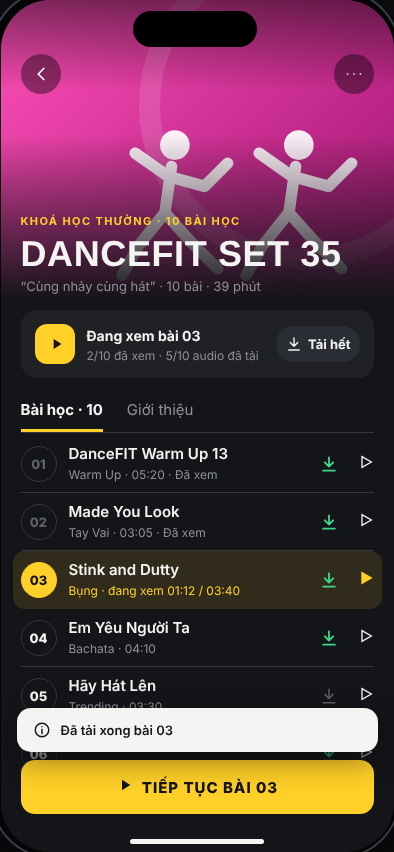 KHOÁ HỌC THƯỜNG · 10 BÀI HỌC
DANCEFIT SET 35
“Cùng nhảy cùng hát” · 10 bài · 39 phút
Đang xem bài 03
2/10 đã xem · 5/10 audio đã tải
Tải hết
Bài học · 10
Giới thiệu
01
DanceFIT Warm Up 13
Warm Up · 05:20 · Đã xem
02
Made You Look
Tay Vai · 03:05 · Đã xem
03
Stink and Dutty
Bụng · đang xem 01:12 / 03:40
04
Em Yêu Người Ta
Bachata · 04:10
05
Hãy Hát Lên
Trending · 03:30
Đã tải xong bài 03
06
TIẾP TỤC BÀI 03